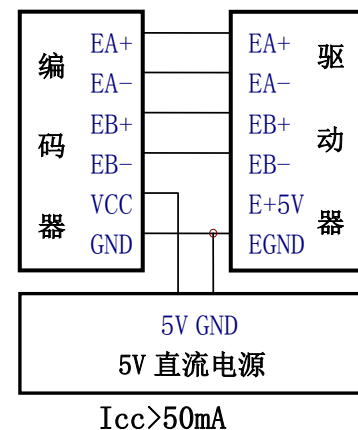 编码器
EA+
EA-
EB+
EB-
VCC
GND
EA+
EA-
EB+
EB-
E+5V
EGND
驱动器
5V GND
5V 直流电源
Icc>50mA